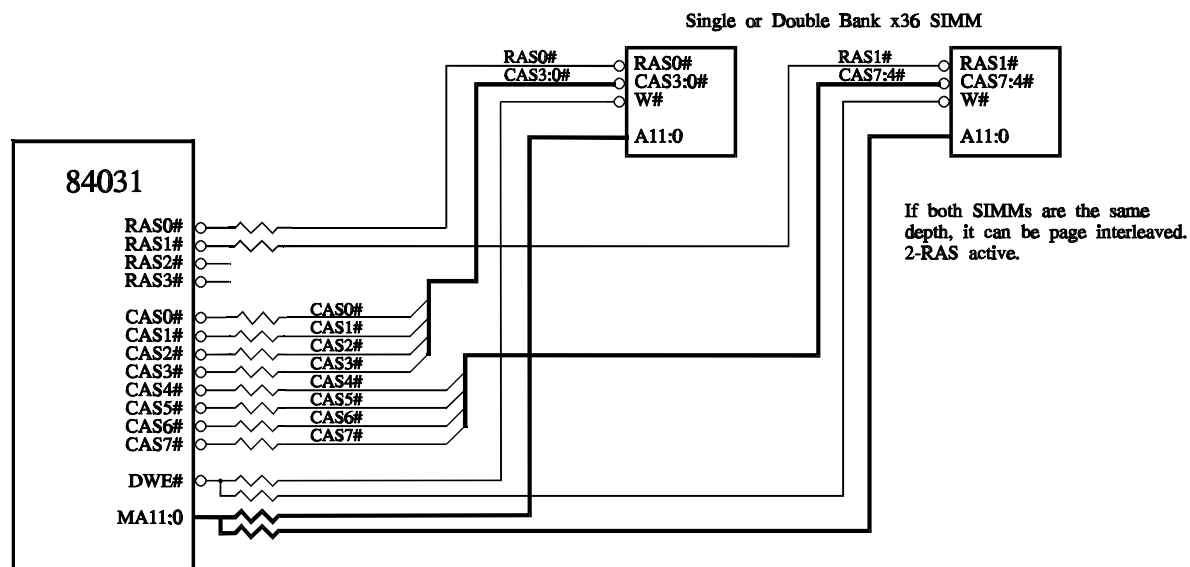 Single or Double Bank x36 SIMM
RAS0#
CAS3:0#
RAS0#
CAS3:0#
W#
A11:0
RAS1#
CAS7:4#
RAS1#
CAS7:4#
W#
A11:0
84031
If both SIMMs are the same
depth, it can be page interleaved.
2-RAS active.
RAS0#
RAS1#
RAS2#
RAS3#
CAS0#
CAS1#
CAS2#
CAS3#
CAS4#
CAS5#
CAS6#
CAS7#
CAS0#
CAS1#
CAS2#
CAS3#
CAS4#
CAS5#
CAS6#
CAS7#
DWE#
MA11:0